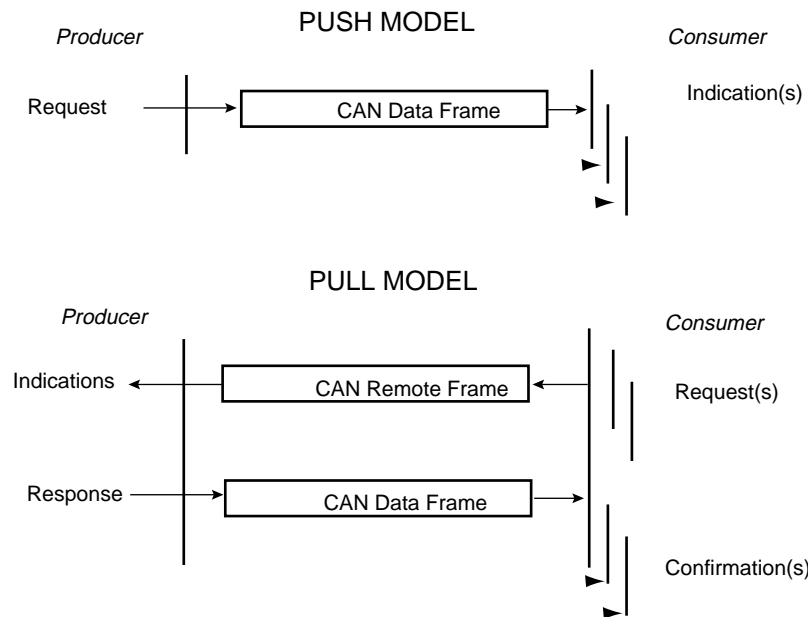 PUSH MODEL
Producer
Consumer
Request
CAN Data Frame
Indication(s)
PULL MODEL
Producer
Consumer
Indications
CAN Remote Frame
Request(s)
Response
CAN Data Frame
Confirmation(s)